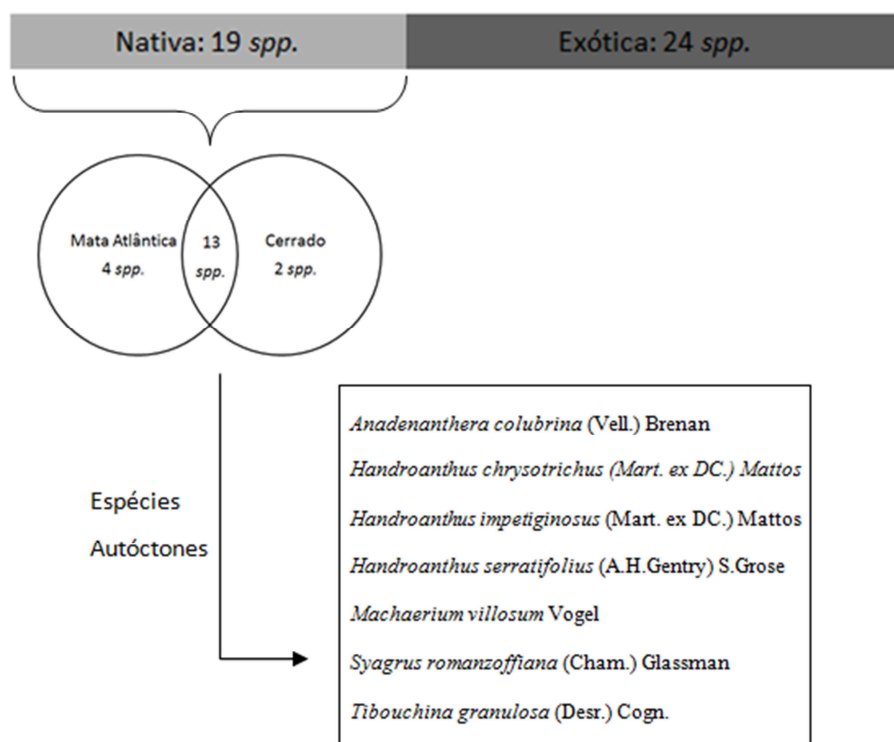 Nativa: 19 spp.
Exótica: 24 spp.
Mata Atlântica
4 spp.
13
spp.
Cerrado
2 spp.
Espécies
Autóctones
Anadenanthera colubrina (Vell.) Brenan
Handroanthus chrysotrichus (Mart. ex DC.) Mattos
Handroanthus impetiginosus (Mart. ex DC.) Mattos
Handroanthus serratifolius (A.H.Gentry) S.Grose
Machaerium villosum Vogel
Syagrus romanzoffiana (Cham.) Glassman
Tibouchina granulosa (Desr.) Cogn.